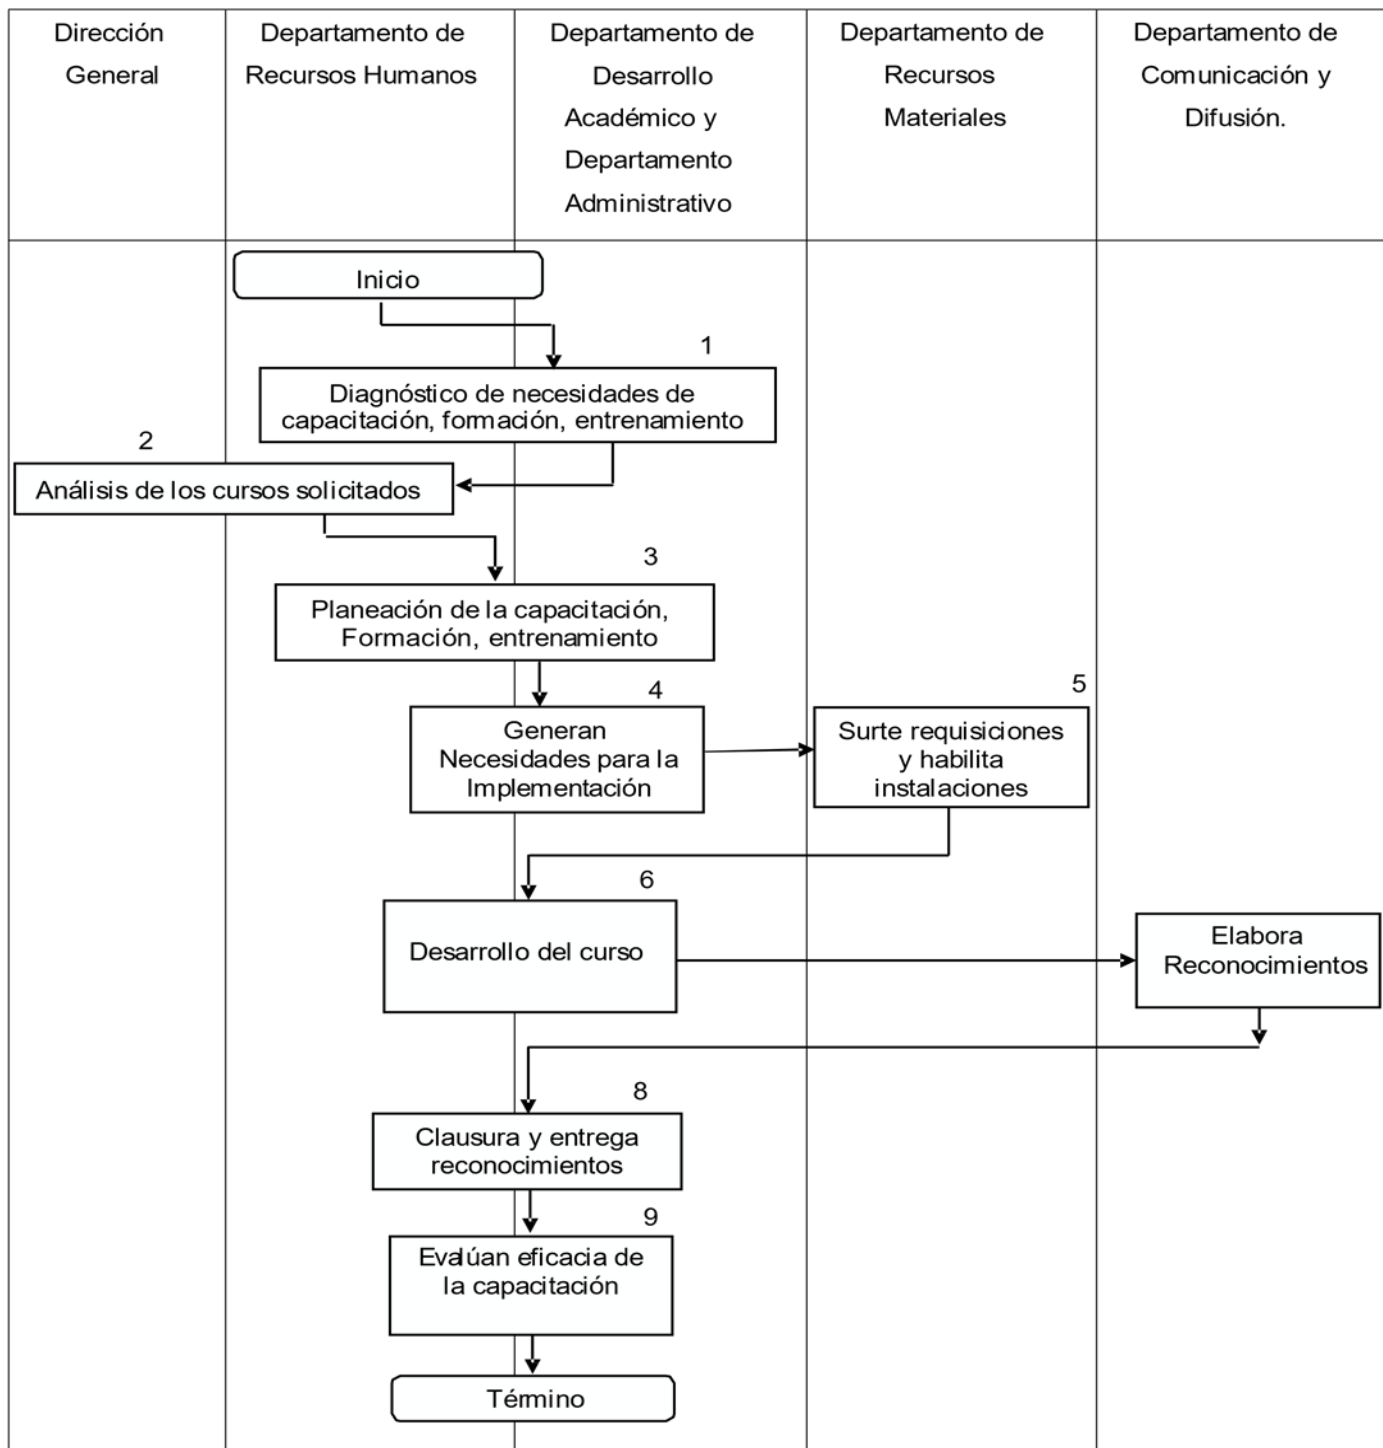 Dirección
General
Departamento de
Recursos Humanos
Departamento de
Desarrollo
Académico y
Departamento
Administrativo
Departamento de
Recursos
Materiales
Departamento de
Comunicación y
Difusión.
Inicio
1
Diagnóstico de necesidades de
capacitación, formación, entrenamiento
2
Análisis de los cursos solicitados
3
Planeación de la capacitación,
Formación, entrenamiento
4
Generan
Necesidades para la
Implementación
5
Surte requisiciones
y habilita
instalaciones
6
Desarrollo del curso
Elabora
Reconocimientos
8
Clausura y entrega
reconocimientos
9
Evalúan eficacia de
la capacitación
Término